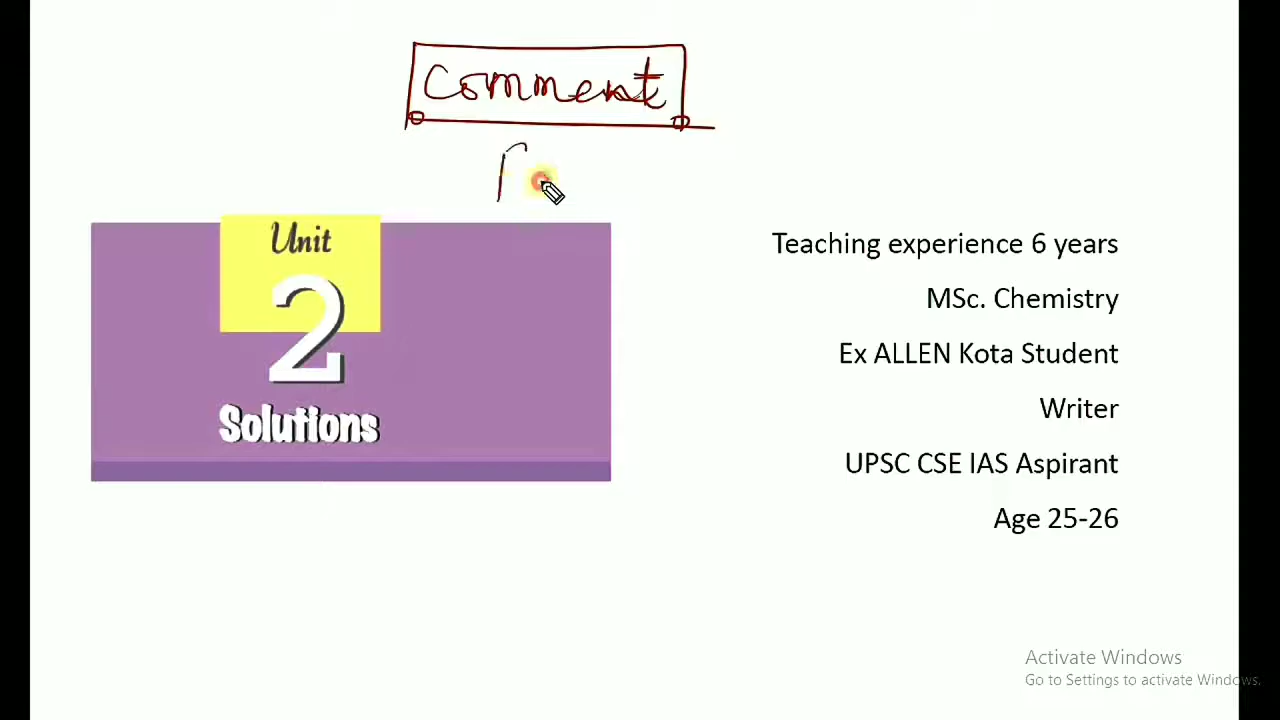 Comment
Unit
2
Solutions
Teaching experience 6 years
MSc. Chemistry
Ex ALLEN Kota Student
Writer
UPSC CSE IAS Aspirant
Age 25-26
Activate Windows
Go to Settings to activate Windows.